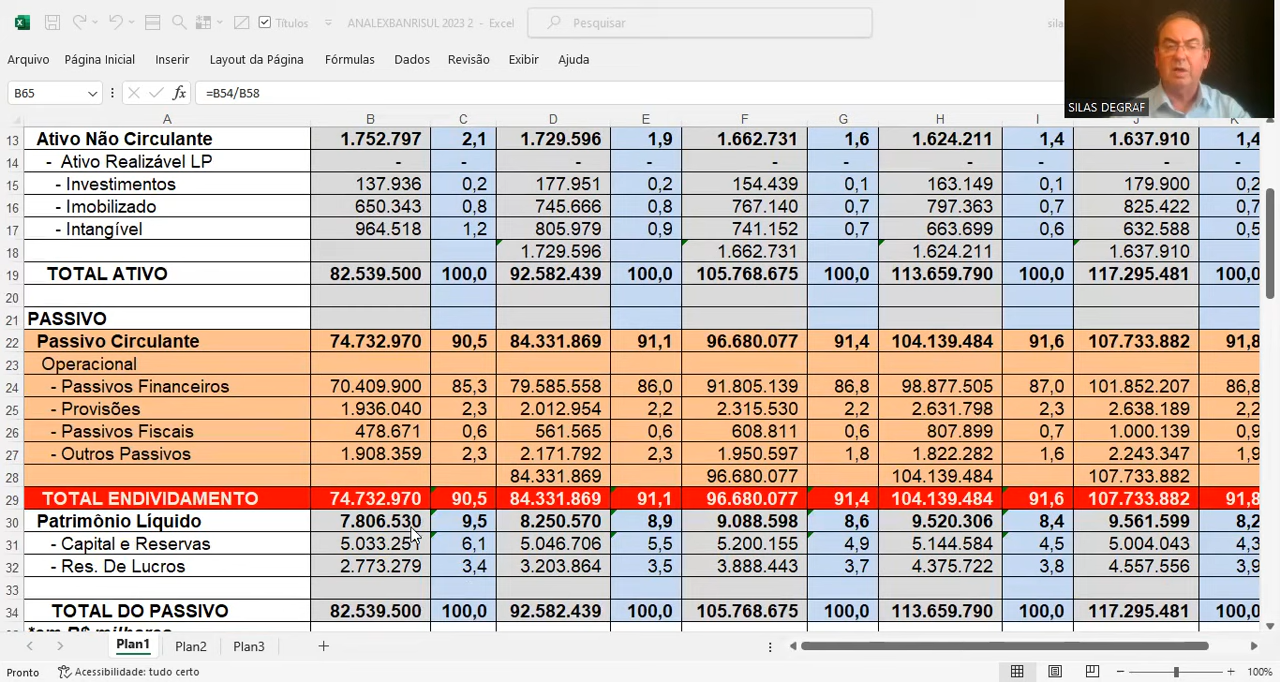 Títulos
ANALEXBANRISUL 2023 2 - Excel
Pesquisar
silas
Arquivo Página Inicial Inserir Layout da Página Fórmulas Dados Revisão Exibir Ajuda
SILAS DEGRAF
B65 fx =B54/B58
A B C D E F G H I J K
13 Ativo Não Circulante 1.752.797 2,1 1.729.596 1,9 1.662.731 1,6 1.624.211 1,4 1.637.910 1,4
14 - Ativo Realizável LP - - - - - - - - - -
15 - Investimentos 137.936 0,2 177.951 0,2 154.439 0,1 163.149 0,1 179.900 0,2
16 - Imobilizado 650.343 0,8 745.666 0,8 767.140 0,7 797.363 0,7 825.422 0,7
17 - Intangível 964.518 1,2 805.979 0,9 741.152 0,7 663.699 0,6 632.588 0,5
18 1.729.596 1.662.731 1.624.211 1.637.910
19 TOTAL ATIVO 82.539.500 100,0 92.582.439 100,0 105.768.675 100,0 113.659.790 100,0 117.295.481 100,0
20
21 PASSIVO
22 Passivo Circulante 74.732.970 90,5 84.331.869 91,1 96.680.077 91,4 104.139.484 91,6 107.733.882 91,8
23 Operacional
24 - Passivos Financeiros 70.409.900 85,3 79.585.558 86,0 91.805.139 86,8 98.877.505 87,0 101.852.207 86,8
25 - Provisões 1.936.040 2,3 2.012.954 2,2 2.315.530 2,2 2.631.798 2,3 2.638.189 2,2
26 - Passivos Fiscais 478.671 0,6 561.565 0,6 608.811 0,6 807.899 0,7 1.000.139 0,9
27 - Outros Passivos 1.908.359 2,3 2.171.792 2,3 1.950.597 1,8 1.822.282 1,6 2.243.347 1,9
28 84.331.869 96.680.077 104.139.484 107.733.882
29 TOTAL ENDIVIDAMENTO 74.732.970 90,5 84.331.869 91,1 96.680.077 91,4 104.139.484 91,6 107.733.882 91,8
30 Patrimônio Líquido 7.806.530 9,5 8.250.570 8,9 9.088.598 8,6 9.520.306 8,4 9.561.599 8,2
31 - Capital e Reservas 5.033.251 6,1 5.046.706 5,5 5.200.155 4,9 5.144.584 4,5 5.004.043 4,3
32 - Res. De Lucros 2.773.279 3,4 3.203.864 3,5 3.888.443 3,7 4.375.722 3,8 4.557.556 3,9
33
34 TOTAL DO PASSIVO 82.539.500 100,0 92.582.439 100,0 105.768.675 100,0 113.659.790 100,0 117.295.481 100,0
*em R$ milhares
Plan1 Plan2 Plan3
Pronto Acessibilidade: tudo certo 100%